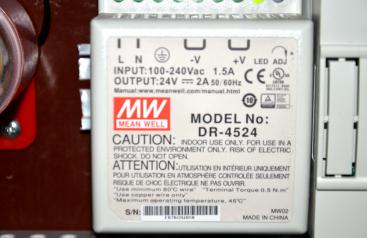 L N -V +V LED ADJ
INPUT:100-240Vac 1.5A
OUTPUT:24V ⎓ 2A 50/60Hz
Manual:www.meanwell.com/manual.html
MW
MEAN WELL
MODEL No:
DR-4524
CAUTION: INDOOR USE ONLY. FOR USE IN A
PROTECTED ENVIRONMENT ONLY. RISK OF ELECTRIC
SHOCK. DO NOT OPEN.
ATTENTION: UTILISATION EN INTÉRIEUR UNIQUEMENT
POUR UTILISATION EN ATMOSPHÈRE CONTRÔLÉE SEULEMENT
RISQUE DE CHOC ÉLECTRIQUE NE PAS OUVRIR.
"Use minimum 80°C wire" "Terminal Torque 0.5 N.m"
"Use copper wire only"
"Maximum operating temperature, 45°C"
S/N:
MW02
MADE IN CHINA